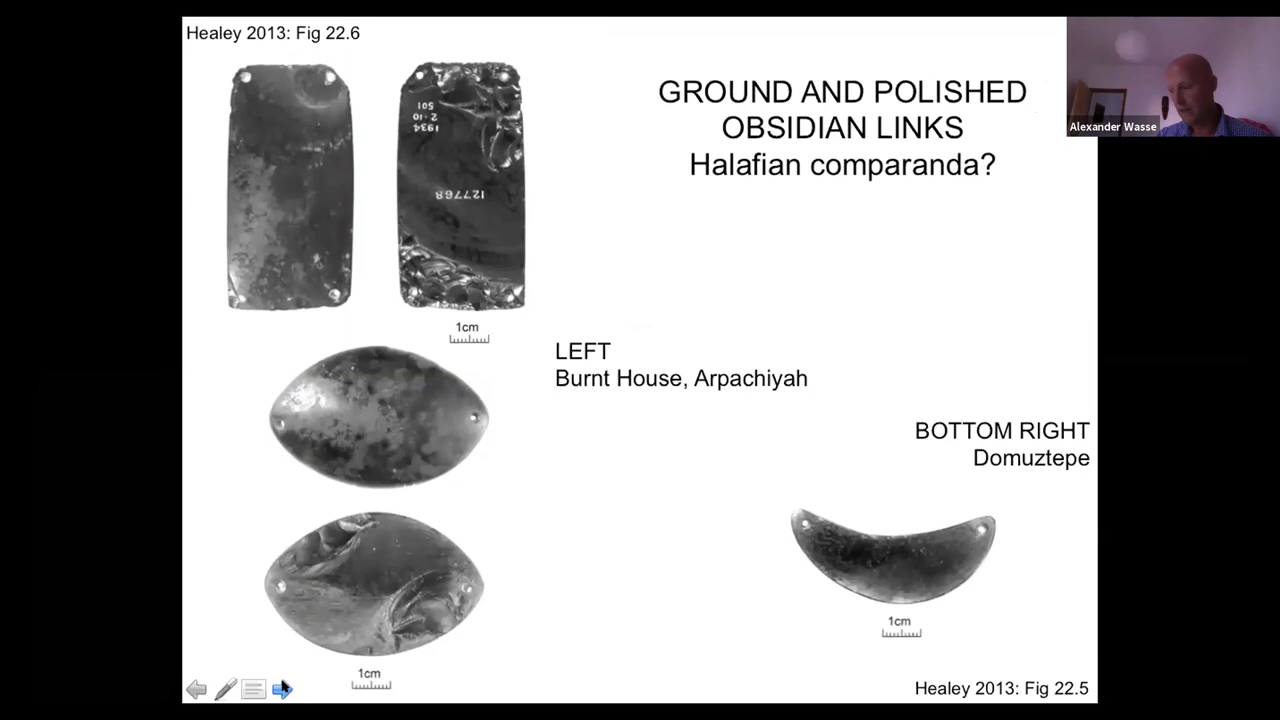 Healey 2013: Fig 22.6
GROUND AND POLISHED
OBSIDIAN LINKS
Halafian comparanda?
Alexander Wasse
1934
2-10
501
127768
1cm
LEFT
Burnt House, Arpachiyah
BOTTOM RIGHT
Domuztepe
1cm
1cm
Healey 2013: Fig 22.5